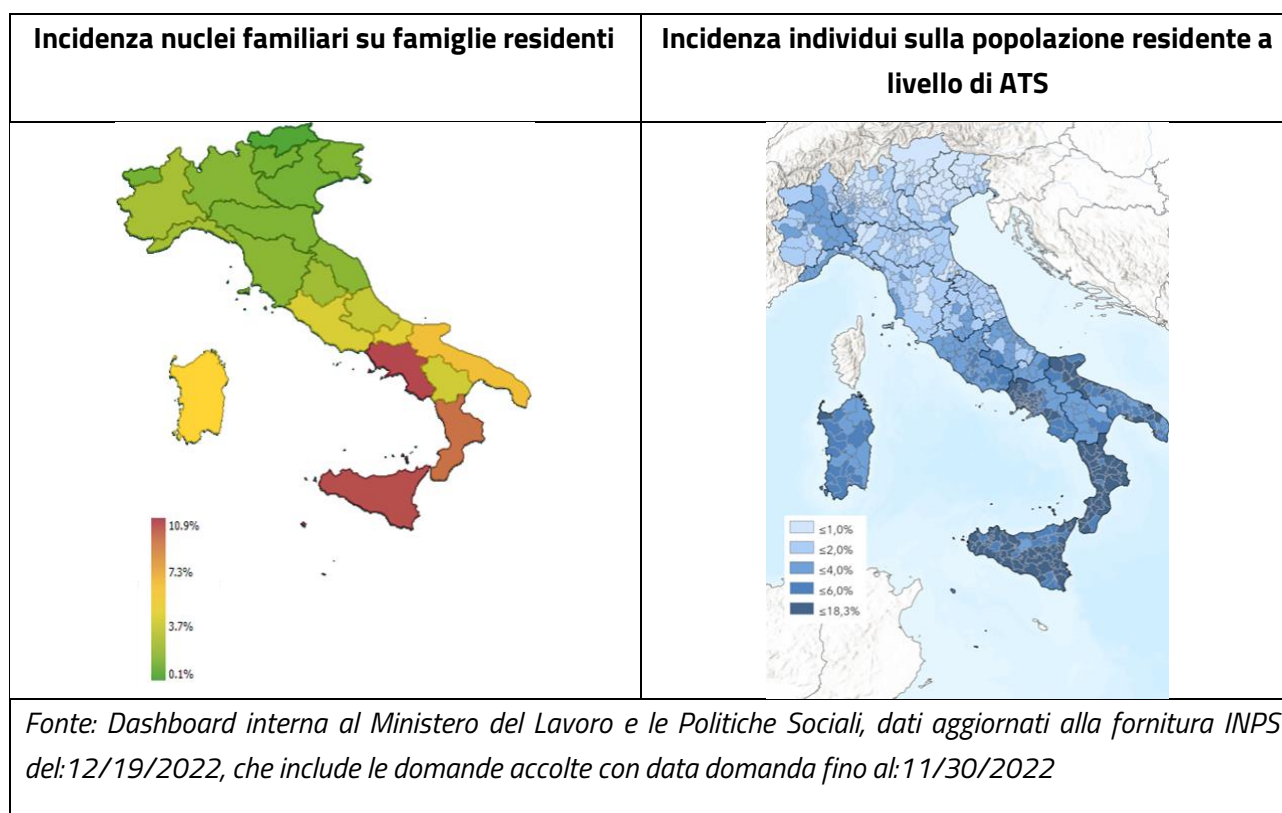 Incidenza nuclei familiari su famiglie residenti
Incidenza individui sulla popolazione residente a
livello di ATS
10.9%
7.3%
3.7%
0.1%
≤1,0%
≤2,0%
≤4,0%
≤6,0%
≤18,3%
Fonte: Dashboard interna al Ministero del Lavoro e le Politiche Sociali, dati aggiornati alla fornitura INPS
del:12/19/2022, che include le domande accolte con data domanda fino al:11/30/2022